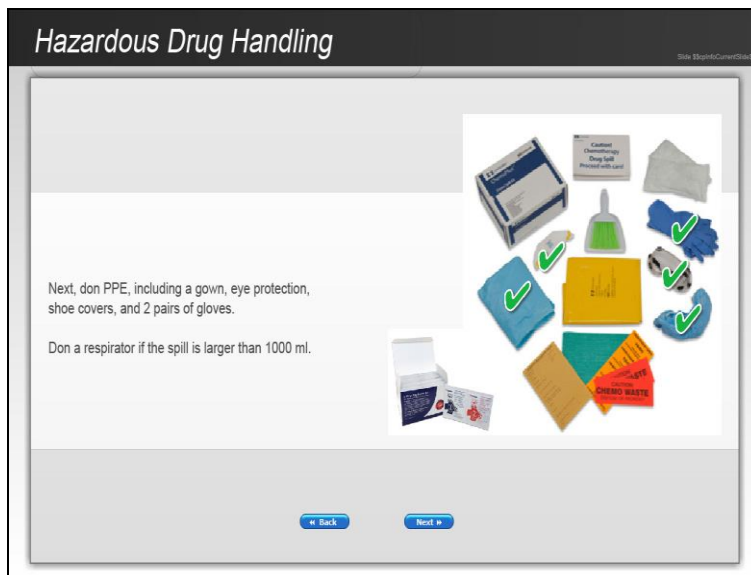 Hazardous Drug Handling
Next, don PPE, including a gown, eye protection,
shoe covers, and 2 pairs of gloves.
Don a respirator if the spill is larger than 1000 ml.
Caution!
Chemotherapy
Drug Spill
Proceed with care!
ChemoPlus
CAUTION
CHEMO WASTE
Back
Next